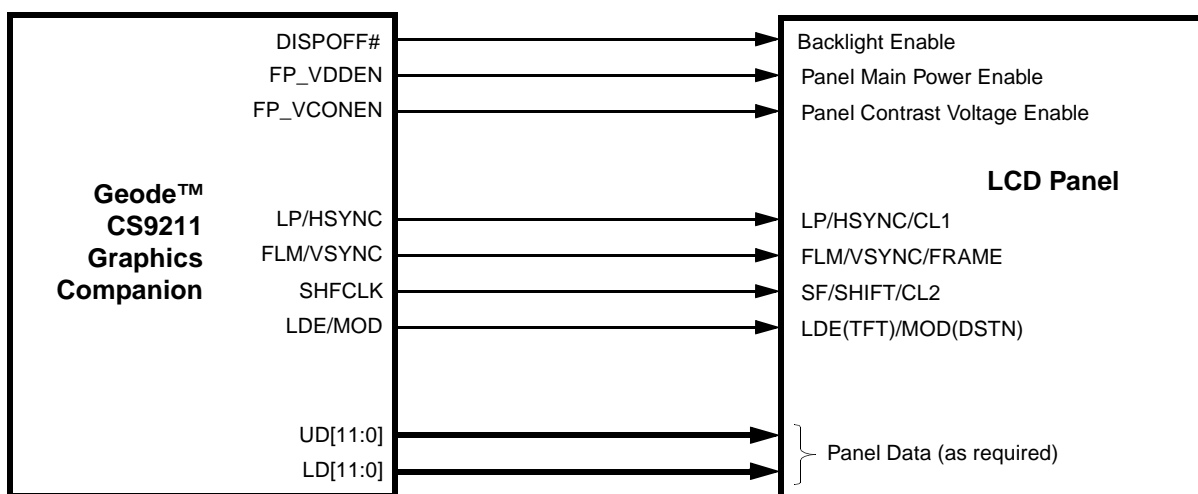 DISPOFF#
Backlight Enable
FP_VDDEN
Panel Main Power Enable
FP_VCONEN
Panel Contrast Voltage Enable
Geode™
CS9211
Graphics
Companion
LCD Panel
LP/HSYNC
LP/HSYNC/CL1
FLM/VSYNC
FLM/VSYNC/FRAME
SHFCLK
SF/SHIFT/CL2
LDE/MOD
LDE(TFT)/MOD(DSTN)
UD[11:0]
LD[11:0]
Panel Data (as required)